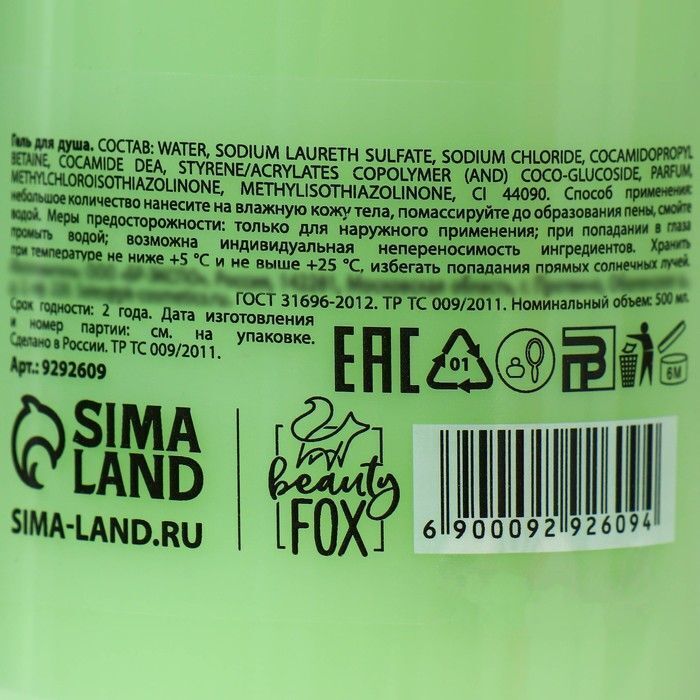 Гель для душа. СОСТАВ: WATER, SODIUM LAURETH SULFATE, SODIUM CHLORIDE, COCAMIDOPROPYL
BETAINE, COCAMIDE DEA, STYRENE/ACRYLATES COPOLYMER (AND) COCO-GLUCOSIDE, PARFUM,
METHYLCHLOROISOTHIAZOLINONE, METHYLISOTHIAZOLINONE, CI 44090. Способ применения:
небольшое количество нанесите на влажную кожу тела, помассируйте до образования пены, смойте
водой. Меры предосторожности: только для наружного применения; при попадании в глаза
промыть водой; возможна индивидуальная непереносимость ингредиентов. Хранить
при температуре не ниже +5 °С и не выше +25 °С, избегать попадания прямых солнечных лучей.
ГОСТ 31696-2012. ТР ТС 009/2011. Номинальный объем: 500 мл.
Срок годности: 2 года. Дата изготовления
и номер партии: см. на упаковке.
Сделано в России. ТР ТС 009/2011.
Арт.: 9292609
EAC 01 6M
SIMA
LAND
SIMA-LAND.RU
beauty
FOX
6 900092 926094